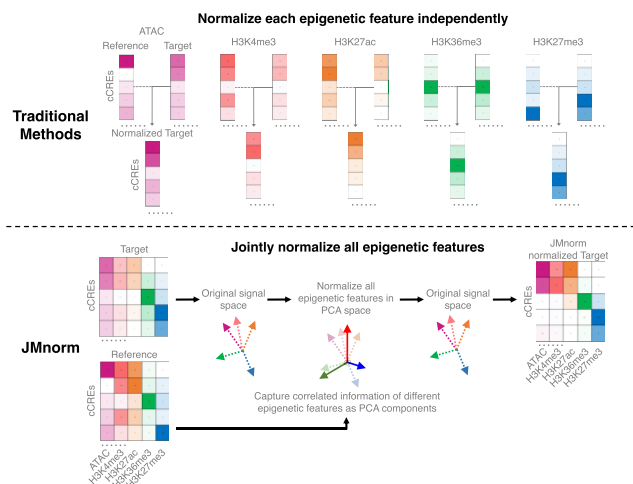 Normalize each epigenetic feature independently
ATAC
Reference
Target
H3K4me3
H3K27ac
H3K36me3
H3K27me3
cCREs
Traditional
Methods
Normalized Target
cCREs
Jointly normalize all epigenetic features
Target
cCREs
Original signal
space
Normalize all
epigenetic features in
PCA space
Original signal
space
JMnorm
normalized Target
cCREs
ATAC
H3K4me3
H3K27ac
H3K36me3
H3K27me3
JMnorm
Reference
cCREs
Capture correlated information of different
epigenetic features as PCA components
ATAC
H3K4me3
H3K27ac
H3K36me3
H3K27me3